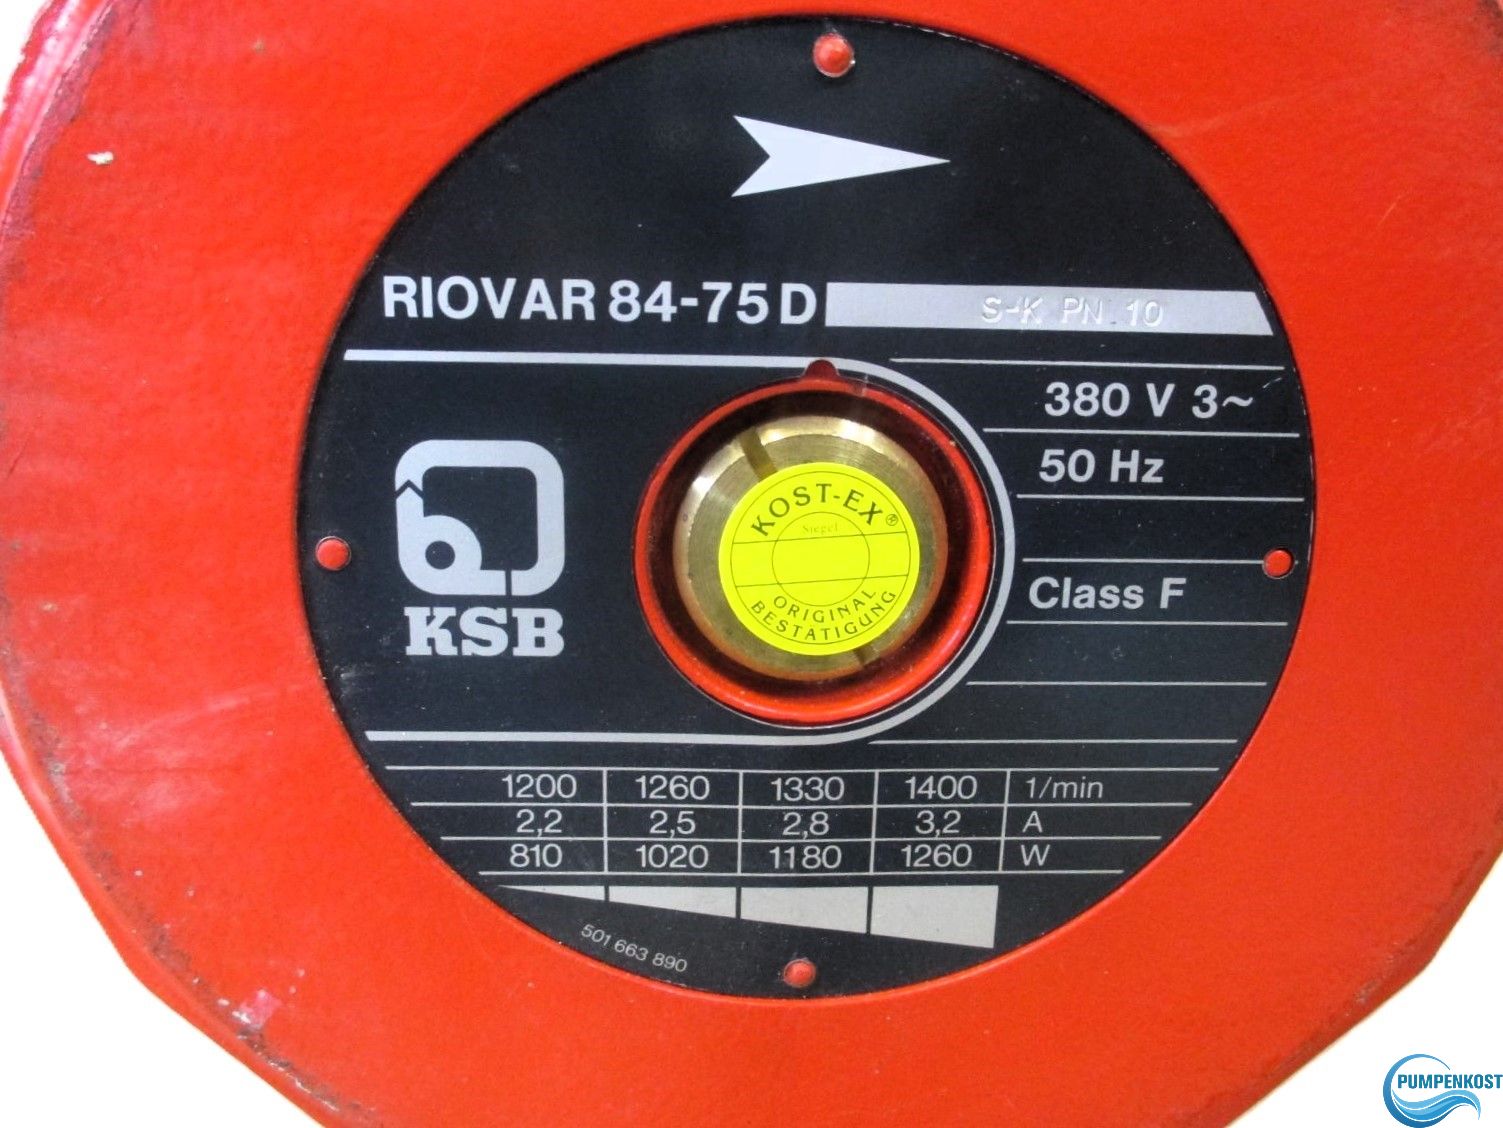 RIOVAR 84-75 D S-K PN 10
380 V 3~
50 Hz
KOST-EX®
Siegel
ORIGINAL
BESTÄTIGUNG
Class F
KSB
1200 1260 1330 1400 1/min
2,2 2,5 2,8 3,2 A
810 1020 1180 1260 W
501 663 890
PUMPENKOST